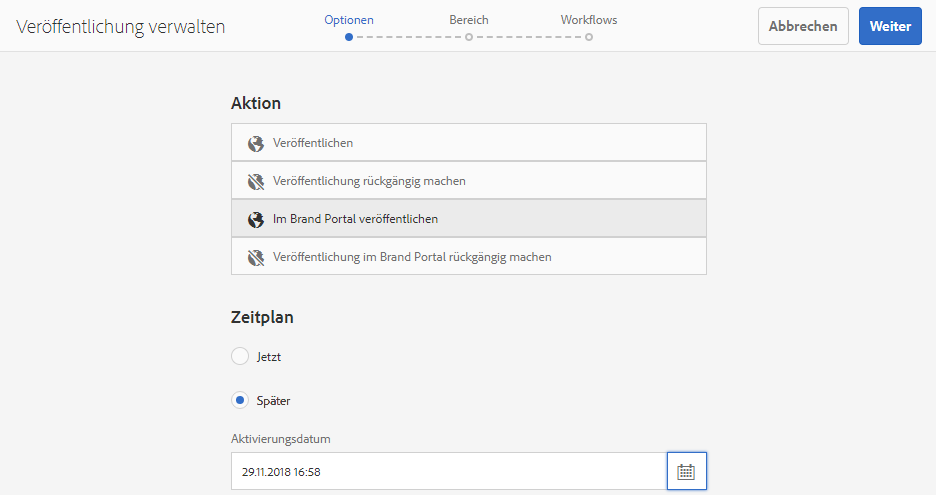 Veröffentlichung verwalten
Optionen
Bereich
Workflows
Abbrechen
Weiter
Aktion
Veröffentlichen
Veröffentlichung rückgängig machen
Im Brand Portal veröffentlichen
Veröffentlichung im Brand Portal rückgängig machen
Zeitplan
Jetzt
Später
Aktivierungsdatum
29.11.2018 16:58